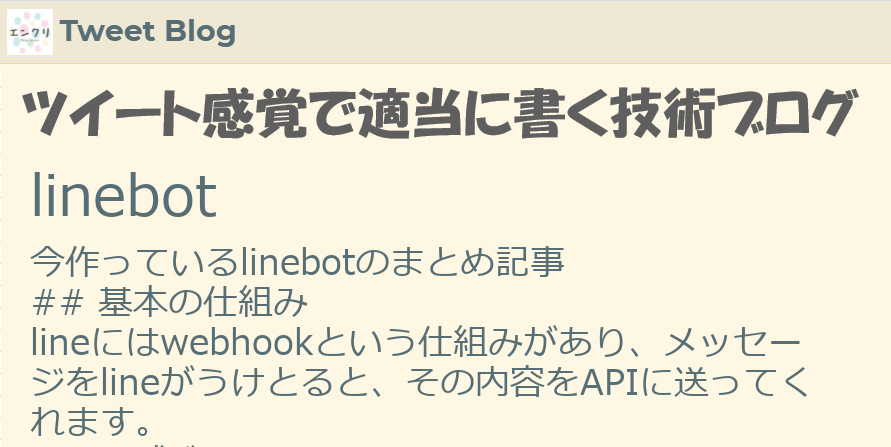 エンクリ
Tweet Blog
ツイート感覚で適当に書く技術ブログ
linebot
今作っているlinebotのまとめ記事
## 基本の仕組み
lineにはwebhookという仕組みがあり、メッセー
ジをlineがうけとると、その内容をAPIに送ってく
れます。